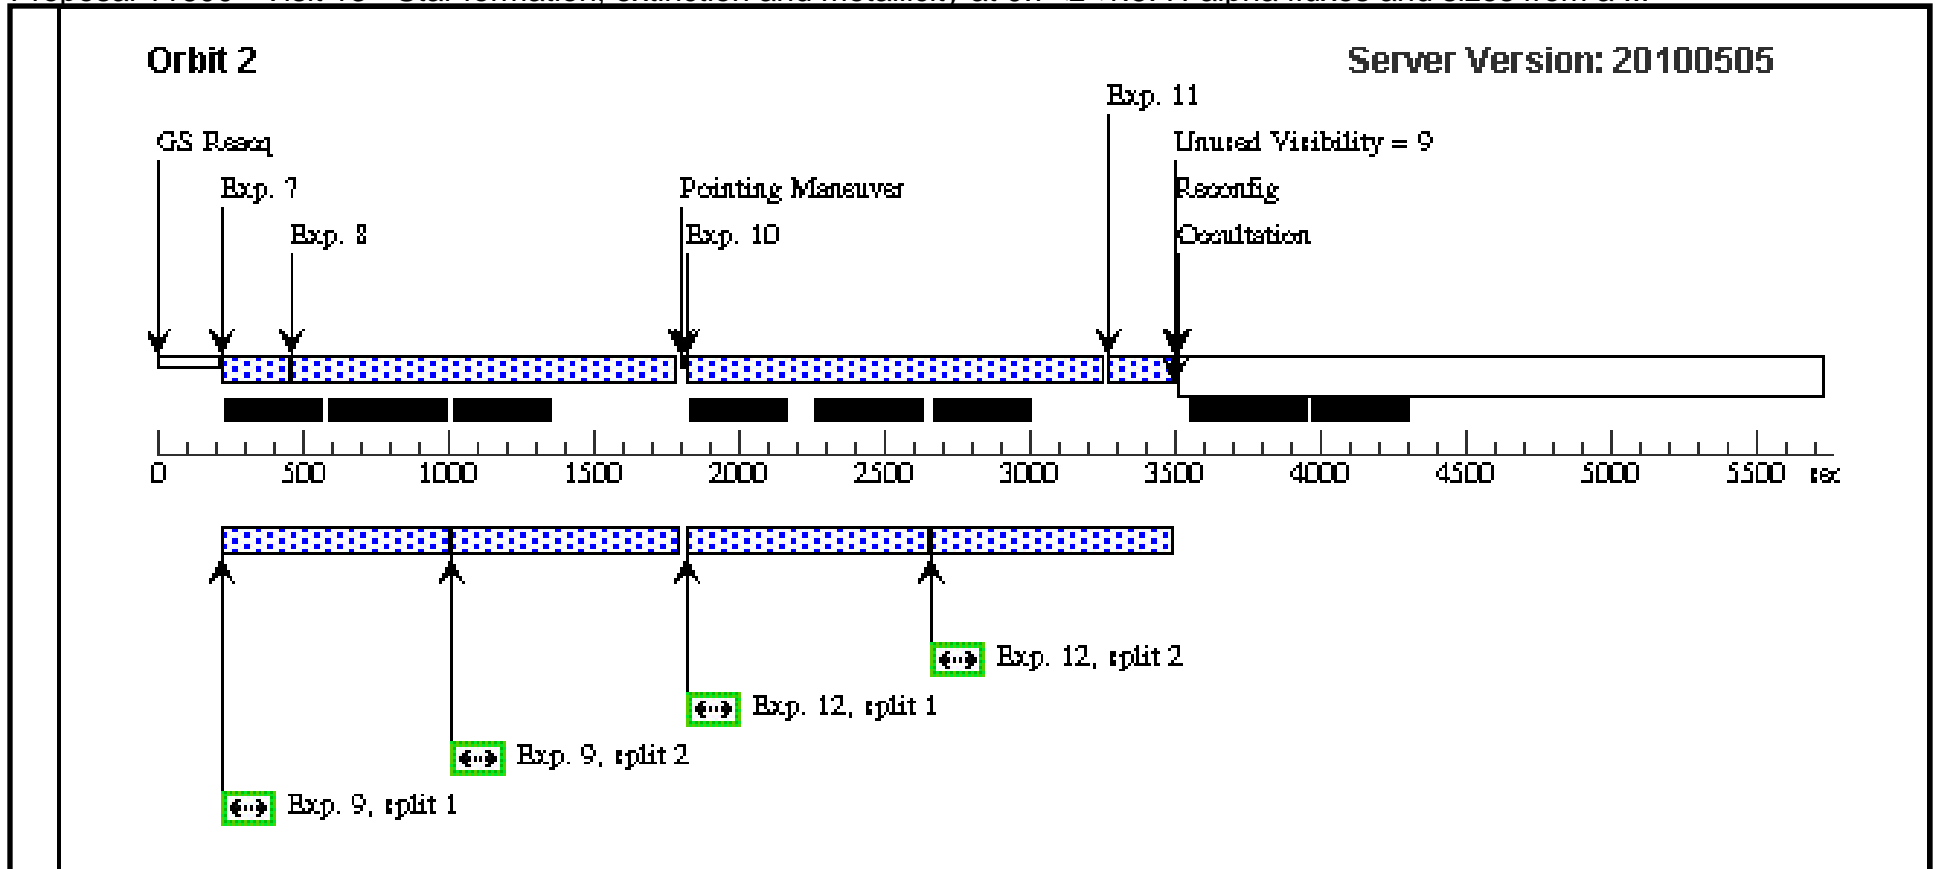 Orbit 2
Server Version: 20100505
Exp. 11
GS Reacq
Unused Visibility = 9
Exp. 7
Pointing Maneuver
Reconfig
Exp. 8
Exp. 10
Occultation
0 500 1000 1500 2000 2500 3000 3500 4000 4500 5000 5500 sec
Exp. 12, split 2
Exp. 12, split 1
Exp. 9, split 2
Exp. 9, split 1